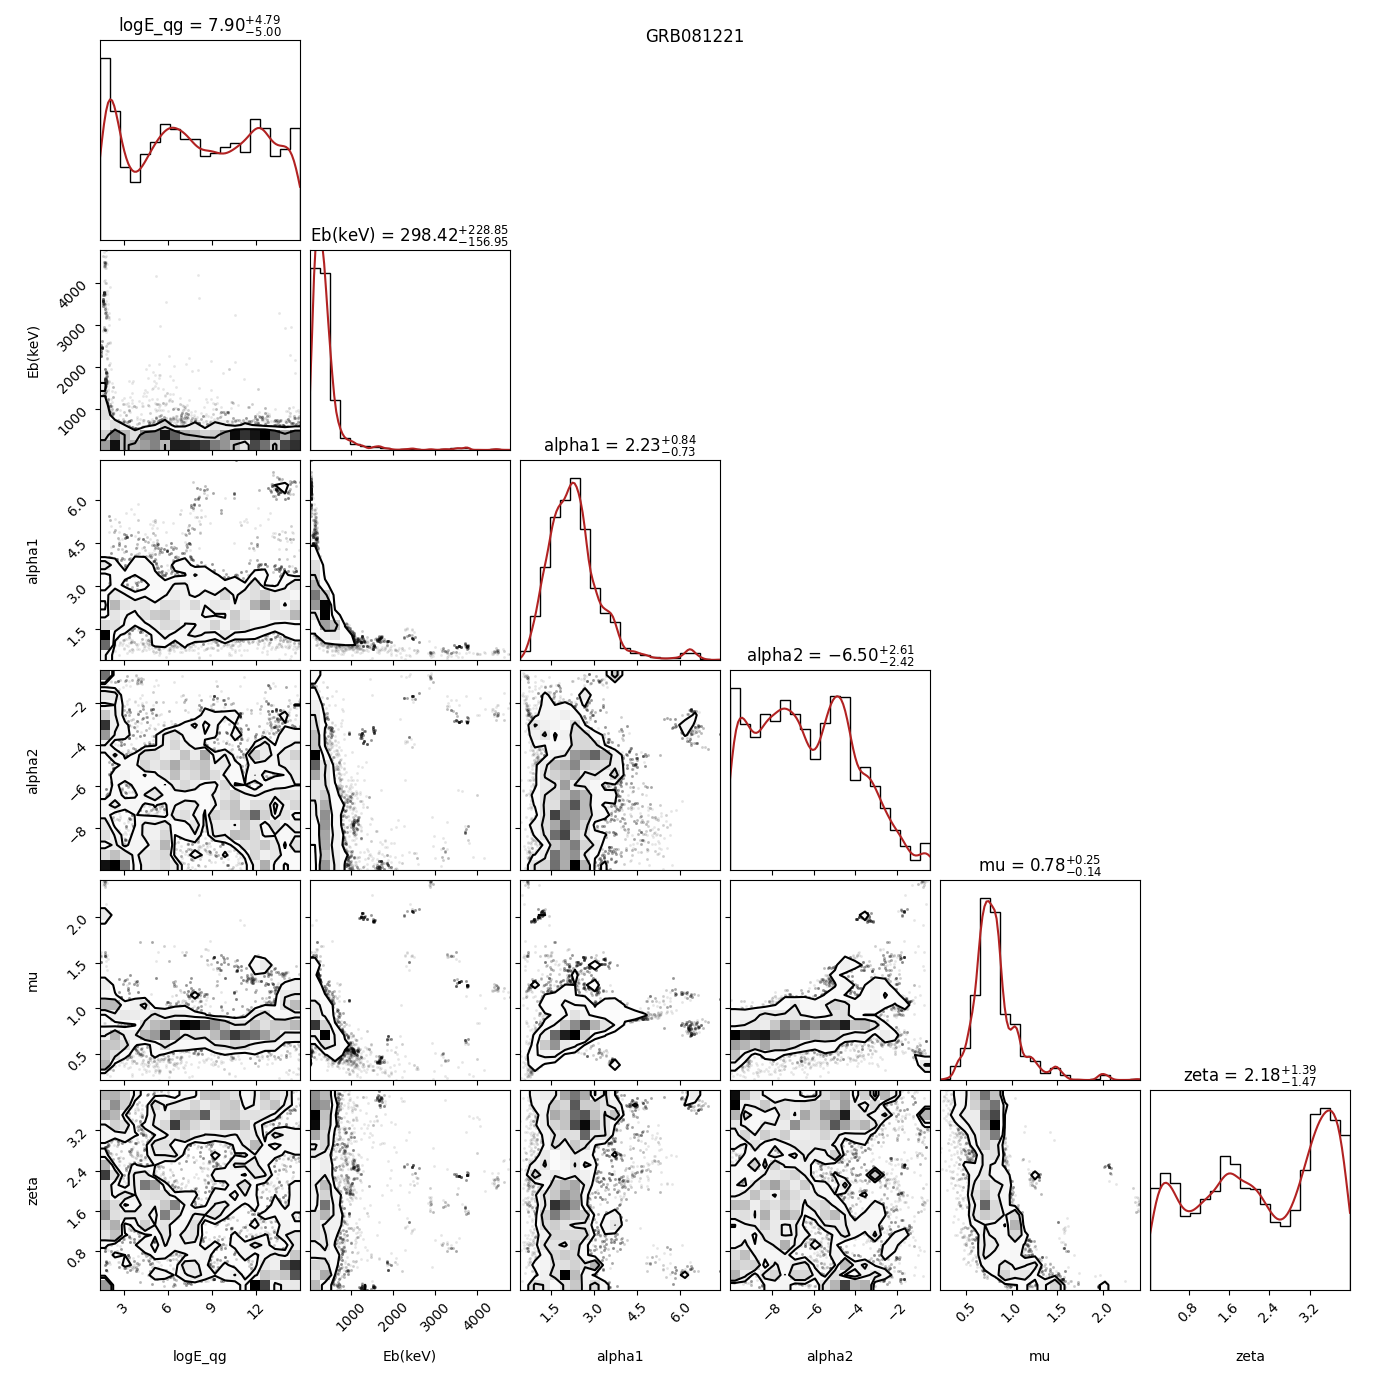 GRB081221
logE_qg = 7.90+4.79 −5.00
Eb(keV) = 298.42+228.85 −156.95
4000
3000
2000
1000
Eb(keV)
alpha1 = 2.23+0.84 −0.73
6.0
4.5
3.0
1.5
alpha1
alpha2 = −6.50+2.61 −2.42
−2
−4
−6
−8
alpha2
mu = 0.78+0.25 −0.14
2.0
1.5
1.0
0.5
mu
zeta = 2.18+1.39 −1.47
3.2
2.4
1.6
0.8
zeta
3 6 9 12
1000 2000 3000 4000
1.5 3.0 4.5 6.0
−8 −6 −4 −2
0.5 1.0 1.5 2.0
0.8 1.6 2.4 3.2
logE_qg Eb(keV) alpha1 alpha2 mu zeta